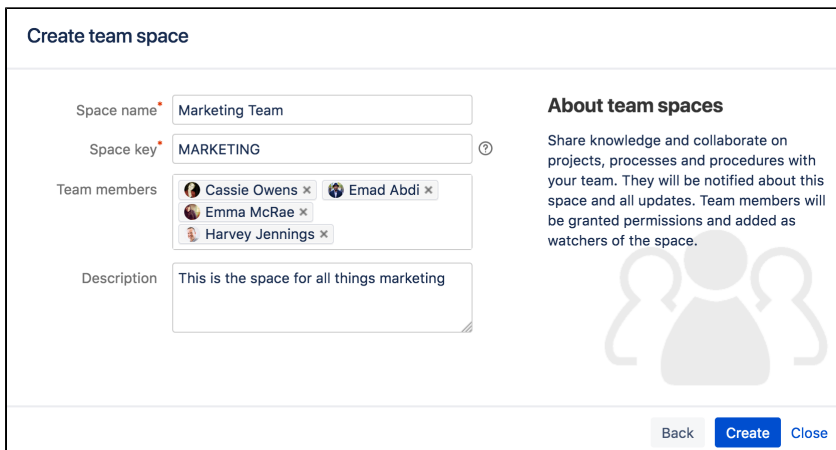 Create team space
Space name*
Marketing Team
Space key*
MARKETING
?
Team members
Cassie Owens ×
Emad Abdi ×
Emma McRae ×
Harvey Jennings ×
Description
This is the space for all things marketing
About team spaces
Share knowledge and collaborate on
projects, processes and procedures with
your team. They will be notified about this
space and all updates. Team members will
be granted permissions and added as
watchers of the space.
Back
Create
Close